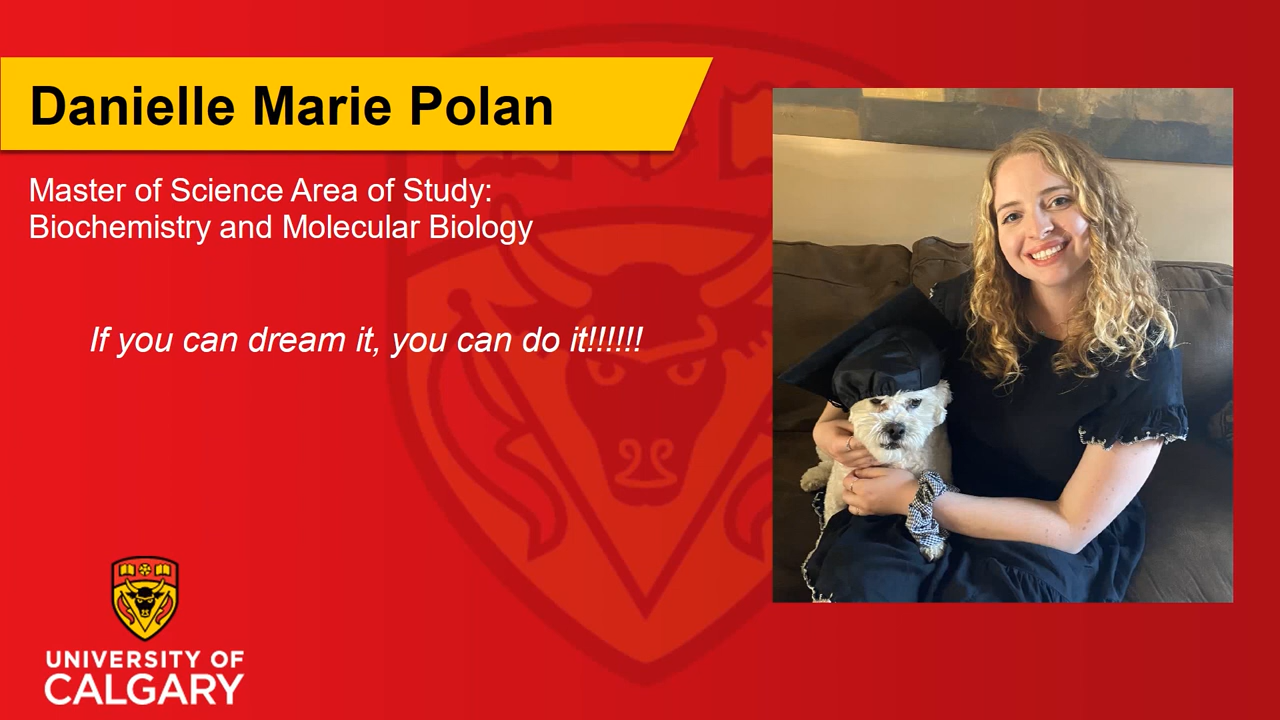 Danielle Marie Polan
Master of Science Area of Study:
Biochemistry and Molecular Biology
If you can dream it, you can do it!!!!!!
UNIVERSITY OF
CALGARY